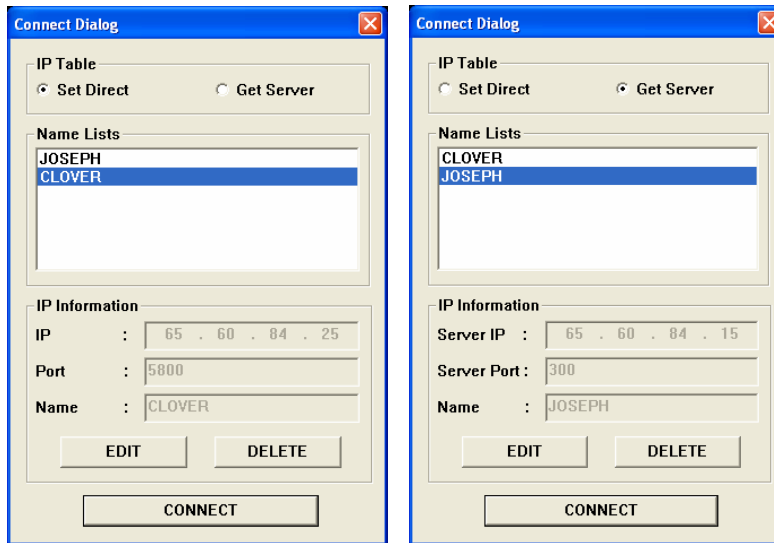 Connect Dialog
IP Table
Set Direct Get Server
Name Lists
JOSEPH
CLOVER
IP Information
IP : 65 . 60 . 84 . 25
Port : 5800
Name : CLOVER
EDIT DELETE
CONNECT
Connect Dialog
IP Table
Set Direct Get Server
Name Lists
CLOVER
JOSEPH
IP Information
Server IP : 65 . 60 . 84 . 15
Server Port : 300
Name : JOSEPH
EDIT DELETE
CONNECT